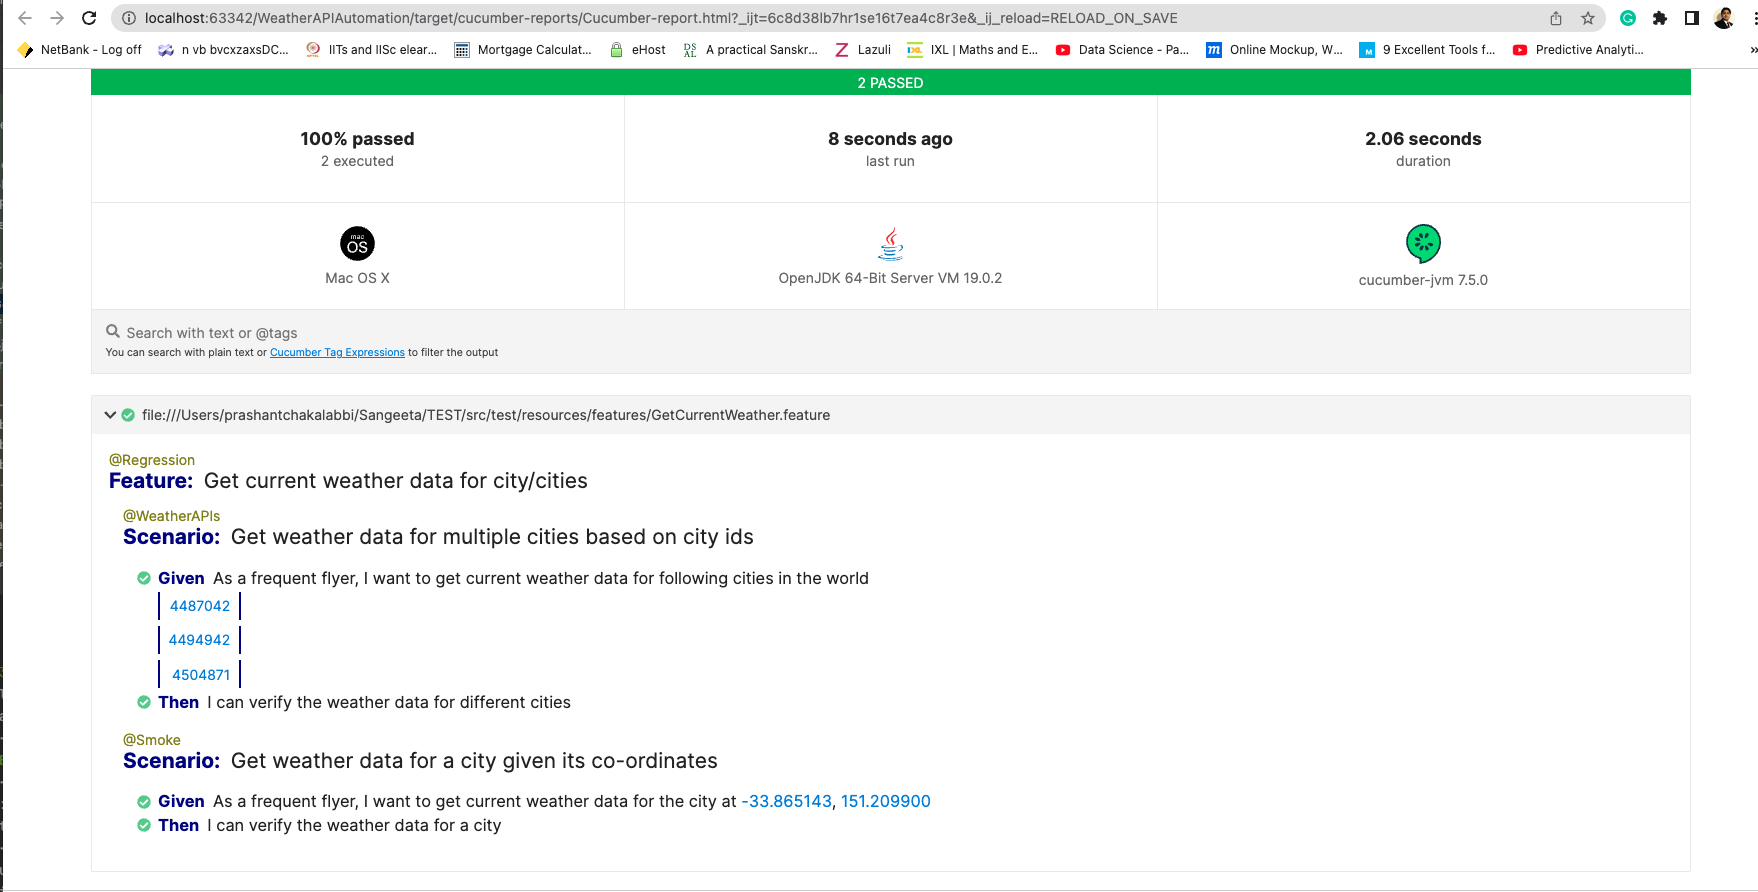 localhost:63342/WeatherAPIAutomation/target/cucumber-reports/Cucumber-report.html?_ijt=6c8d38lb7hr1se16t7ea4c8r3e&_ij_reload=RELOAD_ON_SAVE
NetBank - Log off n vb bvcxzaxsDC... IITs and IISc elear... Mortgage Calculat... eHost A practical Sanskr... Lazuli IXL | Maths and E... Data Science - Pa... Online Mockup, W... 9 Excellent Tools f... Predictive Analyti... »
2 PASSED
100% passed 8 seconds ago 2.06 seconds
2 executed last run duration
mac
OS
Mac OS X OpenJDK 64-Bit Server VM 19.0.2 cucumber-jvm 7.5.0
Search with text or @tags
You can search with plain text or Cucumber Tag Expressions to filter the output
file:///Users/prashantchakalabbi/Sangeeta/TEST/src/test/resources/features/GetCurrentWeather.feature
@Regression
Feature: Get current weather data for city/cities
@WeatherAPIs
Scenario: Get weather data for multiple cities based on city ids
Given As a frequent flyer, I want to get current weather data for following cities in the world
4487042
4494942
4504871
Then I can verify the weather data for different cities
@Smoke
Scenario: Get weather data for a city given its co-ordinates
Given As a frequent flyer, I want to get current weather data for the city at -33.865143, 151.209900
Then I can verify the weather data for a city